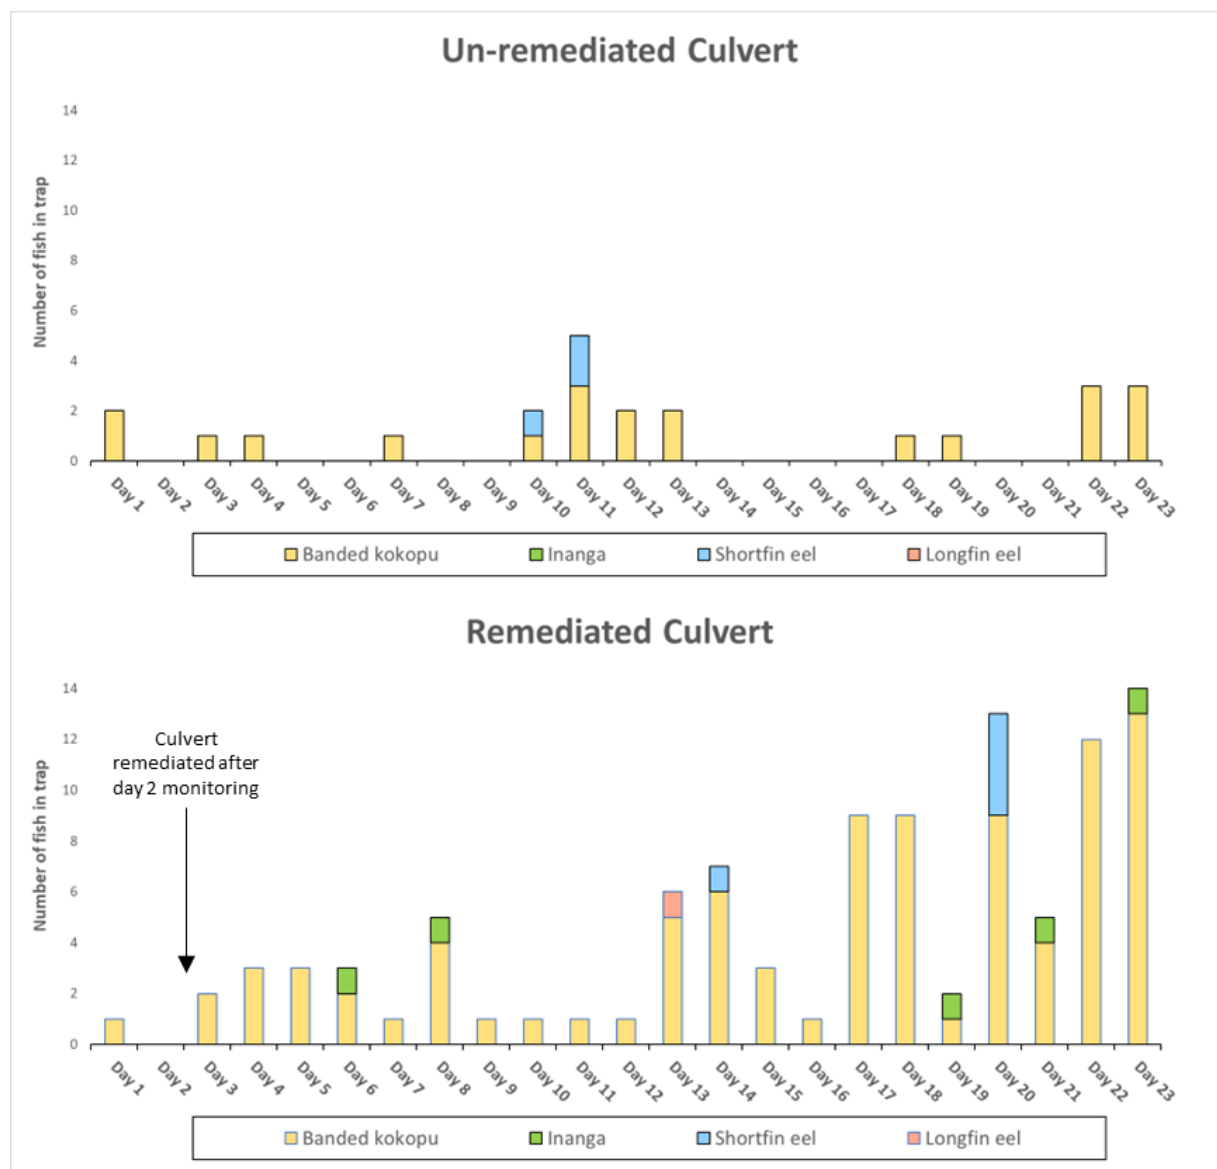 Un-remediated Culvert
Number of fish in trap
14
12
10
8
6
4
2
0
Day 1 Day 2 Day 3 Day 4 Day 5 Day 6 Day 7 Day 8 Day 9 Day 10 Day 11 Day 12 Day 13 Day 14 Day 15 Day 16 Day 17 Day 18 Day 19 Day 20 Day 21 Day 22 Day 23
Banded kokopu Inanga Shortfin eel Longfin eel
Remediated Culvert
Number of fish in trap
14
12
10
8
6
4
2
0
Culvert
remediated after
day 2 monitoring
Day 1 Day 2 Day 3 Day 4 Day 5 Day 6 Day 7 Day 8 Day 9 Day 10 Day 11 Day 12 Day 13 Day 14 Day 15 Day 16 Day 17 Day 18 Day 19 Day 20 Day 21 Day 22 Day 23
Banded kokopu Inanga Shortfin eel Longfin eel